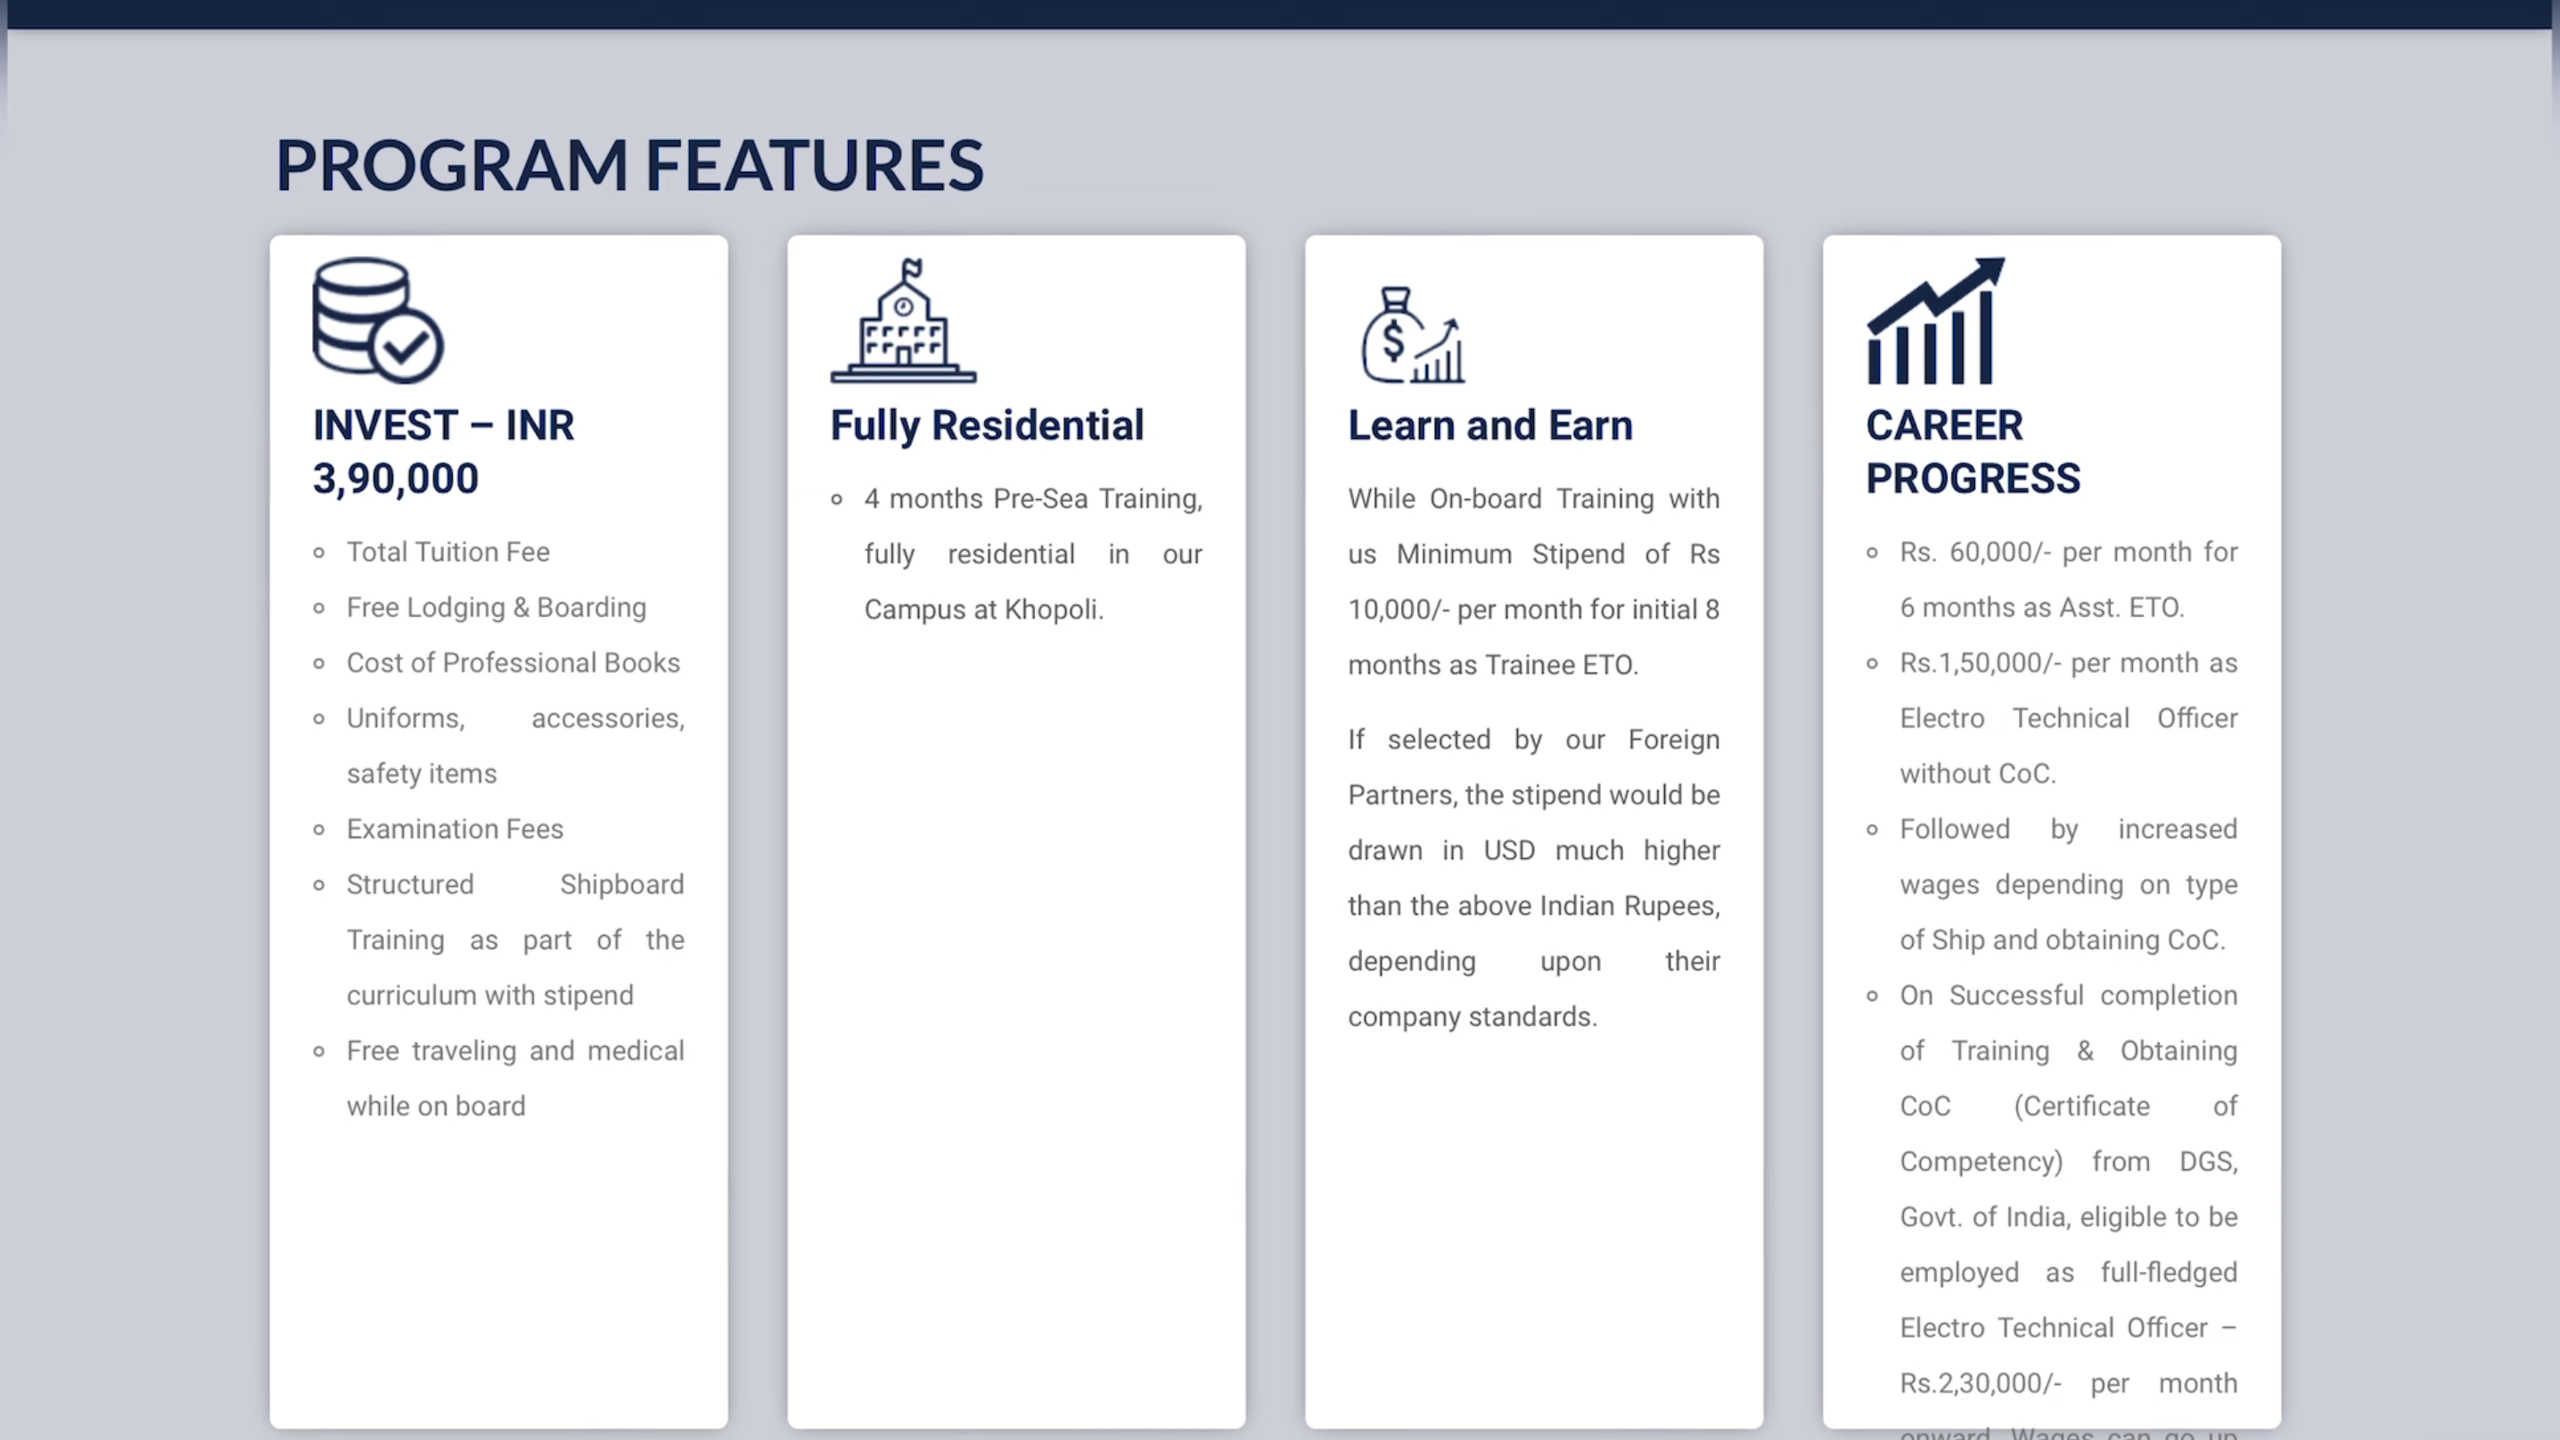 PROGRAM FEATURES
INVEST – INR
3,90,000
○ Total Tuition Fee
○ Free Lodging & Boarding
○ Cost of Professional Books
○ Uniforms, accessories,
safety items
○ Examination Fees
○ Structured Shipboard
Training as part of the
curriculum with stipend
○ Free traveling and medical
while on board
Fully Residential
○ 4 months Pre-Sea Training,
fully residential in our
Campus at Khopoli.
$
Learn and Earn
While On-board Training with
us Minimum Stipend of Rs
10,000/- per month for initial 8
months as Trainee ETO.
If selected by our Foreign
Partners, the stipend would be
drawn in USD much higher
than the above Indian Rupees,
depending upon their
company standards.
CAREER
PROGRESS
○ Rs. 60,000/- per month for
6 months as Asst. ETO.
○ Rs.1,50,000/- per month as
Electro Technical Officer
without CoC.
○ Followed by increased
wages depending on type
of Ship and obtaining CoC.
○ On Successful completion
of Training & Obtaining
CoC (Certificate of
Competency) from DGS,
Govt. of India, eligible to be
employed as full-fledged
Electro Technical Officer –
Rs.2,30,000/- per month
onward. Wages can go up